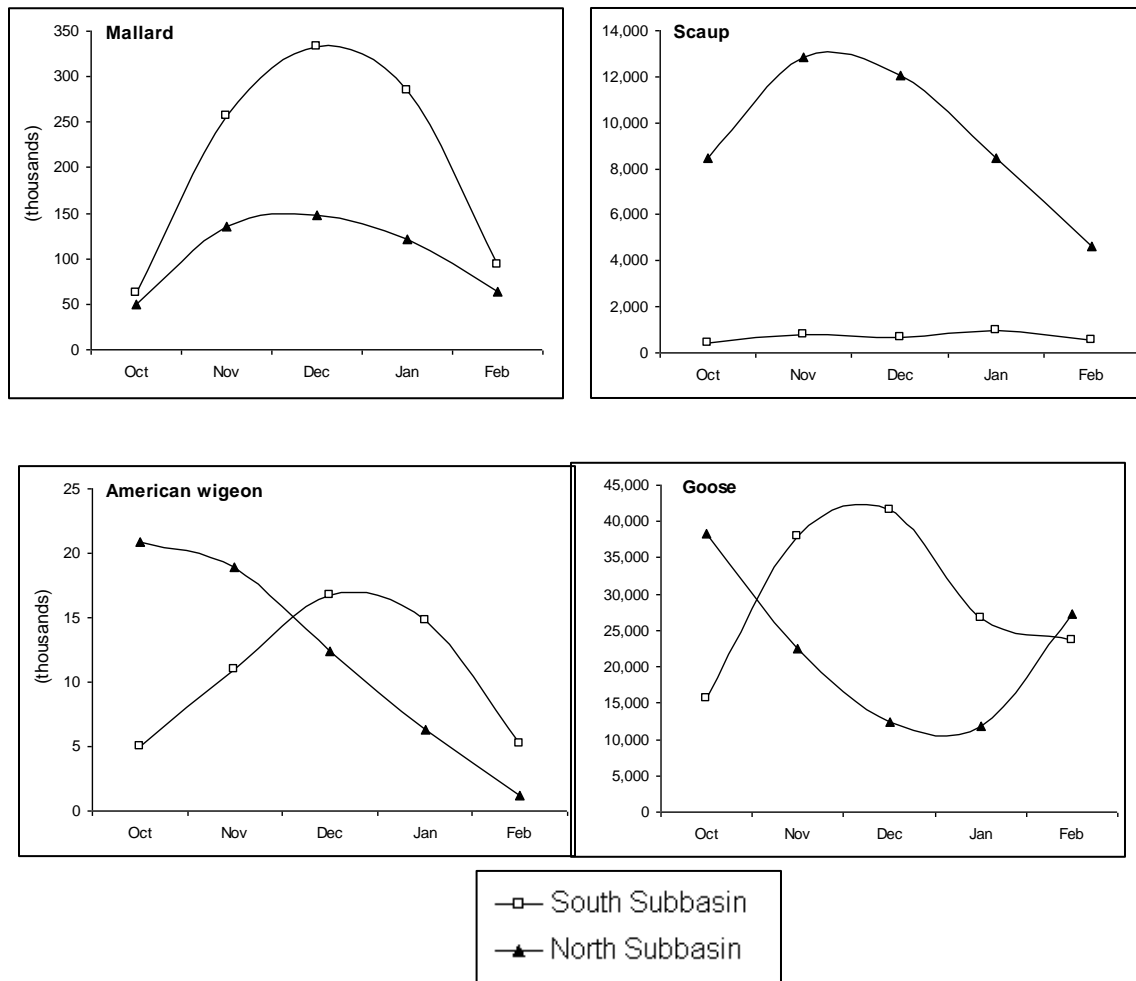 Mallard
(thousands)
350
300
250
200
150
100
50
0
Oct Nov Dec Jan Feb
Scaup
14,000
12,000
10,000
8,000
6,000
4,000
2,000
0
Oct Nov Dec Jan Feb
American wigeon
(thousands)
25
20
15
10
5
0
Oct Nov Dec Jan Feb
Goose
45,000
40,000
35,000
30,000
25,000
20,000
15,000
10,000
5,000
0
Oct Nov Dec Jan Feb
South Subbasin
North Subbasin